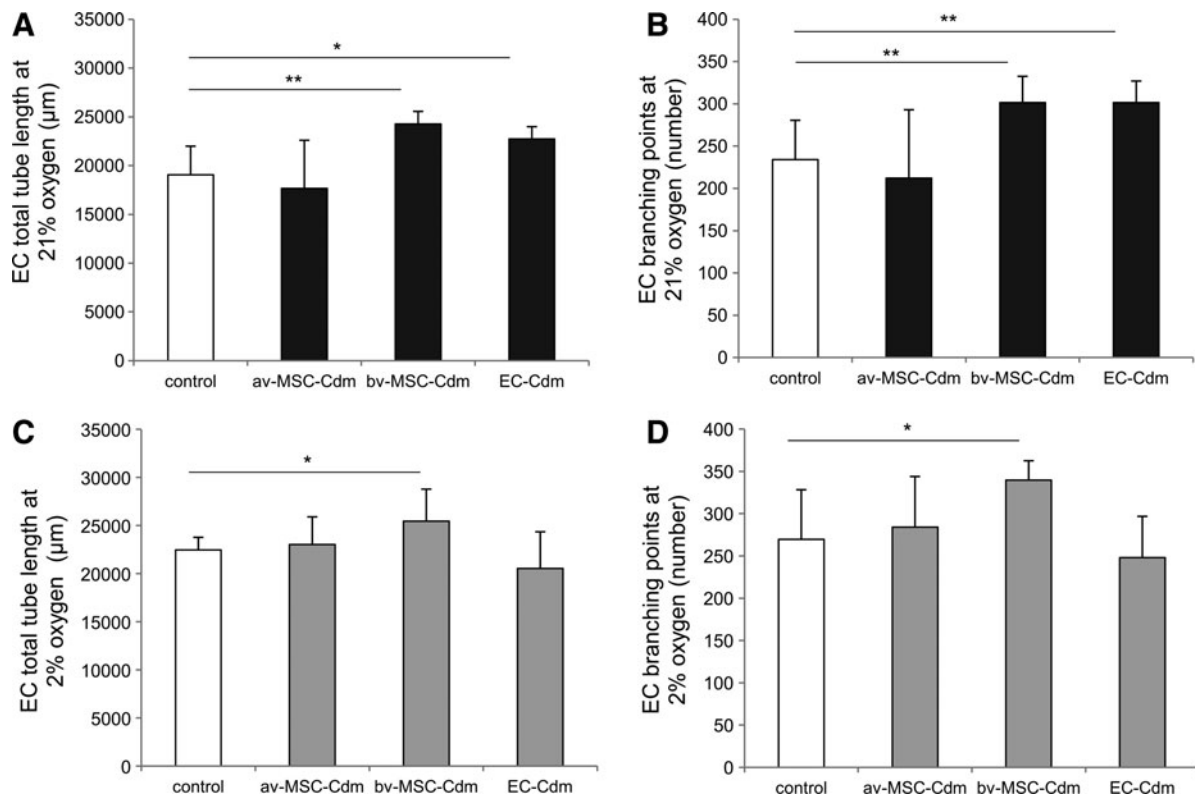 A
EC total tube length at
21% oxygen (µm)
35000
30000
25000
20000
15000
10000
5000
0
*
**
control av-MSC-Cdm bv-MSC-Cdm EC-Cdm
B
EC branching points at
21% oxygen (number)
400
350
300
250
200
150
100
50
0
**
**
control av-MSC-Cdm bv-MSC-Cdm EC-Cdm
C
EC total tube length at
2% oxygen (µm)
35000
30000
25000
20000
15000
10000
5000
0
*
control av-MSC-Cdm bv-MSC-Cdm EC-Cdm
D
EC branching points at
2% oxygen (number)
400
350
300
250
200
150
100
50
0
*
control av-MSC-Cdm bv-MSC-Cdm EC-Cdm